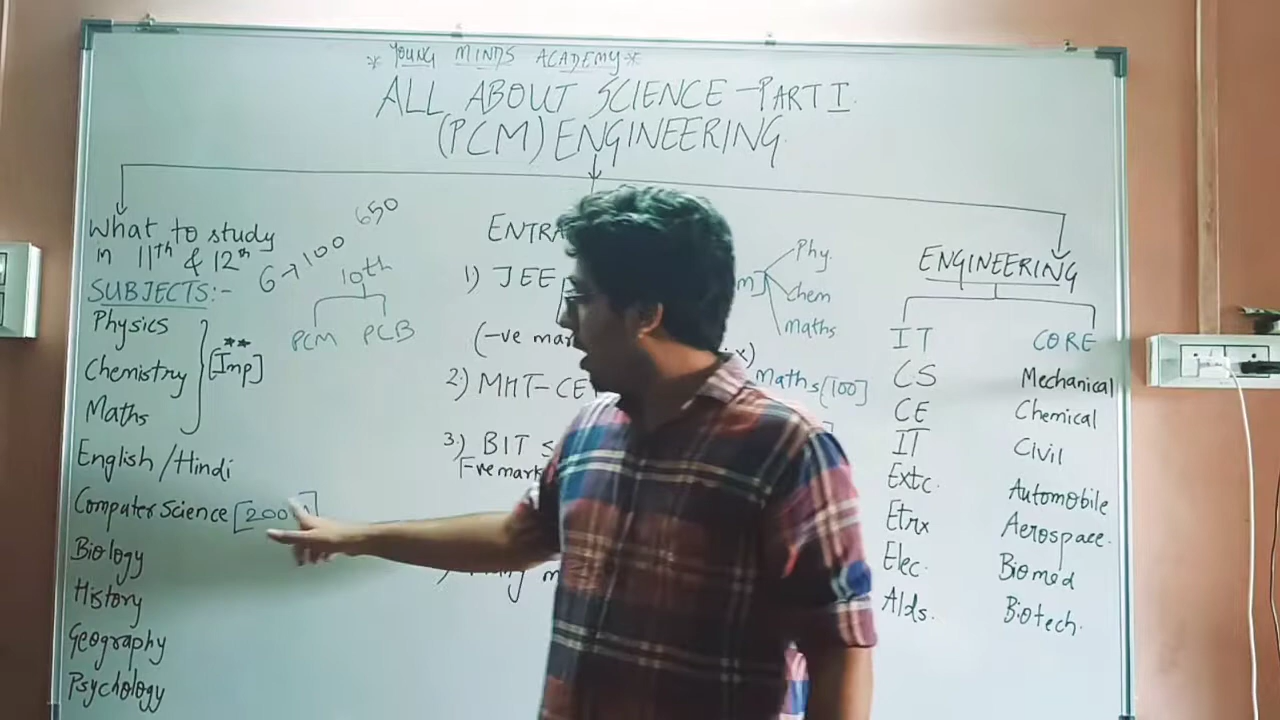 * YOUNG MINDS ACADEMY *
ALL ABOUT SCIENCE - PART I.
(PCM) ENGINEERING.
What to study
in 11th & 12th
SUBJECTS:-
Physics
Chemistry
Maths
[Imp]
**
English / Hindi
Computer Science [200
Biology
History
Geography
Psychology
650
6 → 100
10th
PCM PCB
1) JEE
Phy.
Chem
Maths
(-ve
2) MHT-CE
Maths [100]
3.) BIT
[-ve mark
ENGINEERING
IT
CS
CE
IT
Extc.
Etrx
Elec.
AIds.
CORE
Mechanical
Chemical
Civil
Automobile
Aerospace.
Biomed
Biotech.